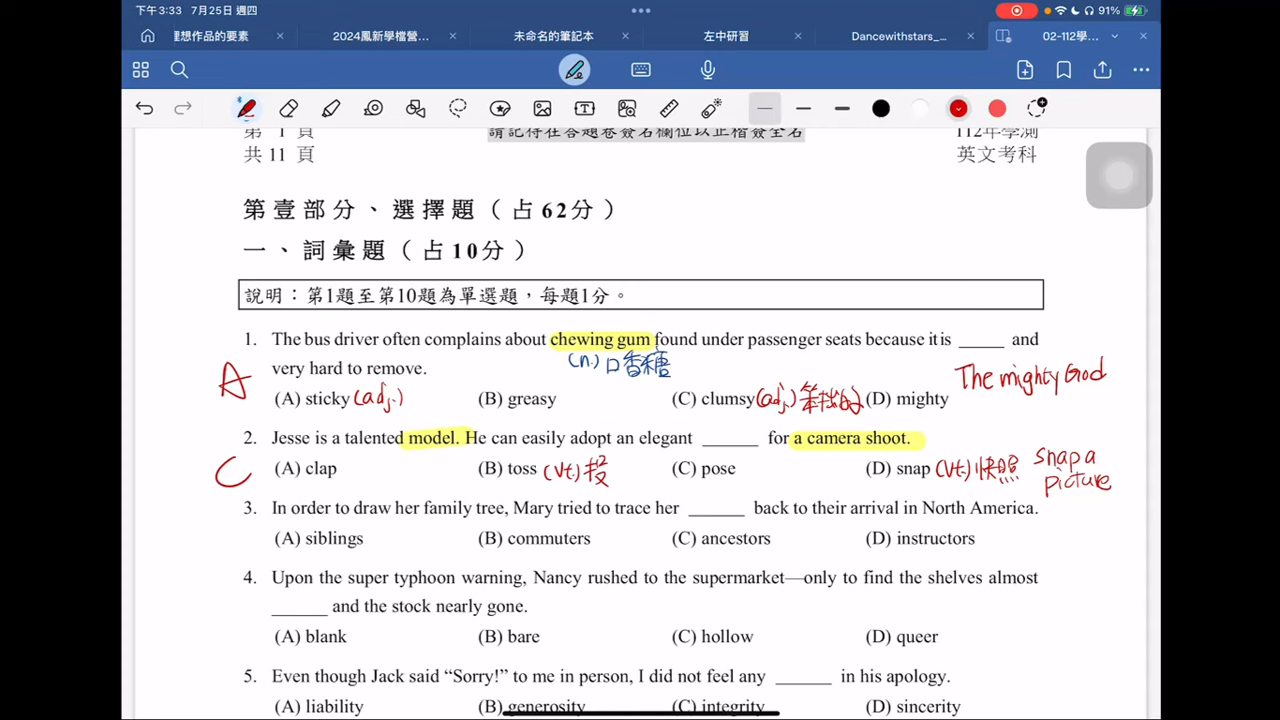 下午3:33 7月25日 週四
91%
理想作品的要素
2024鳳新學檔營...
未命名的筆記本
左中研習
Dancewithstars_...
02-112學...
第 1 頁
請記得在答題卷簽名欄位以正楷簽全名
112年學測
共 11 頁
英文考科
第壹部分、選擇題（占62分）
一、詞彙題（占10分）
說明：第1題至第10題為單選題，每題1分。
1. The bus driver often complains about chewing gum found under passenger seats because it is _____ and
(n.) 口香糖
very hard to remove.
A
The mighty God
(A) sticky (adj.) (B) greasy (C) clumsy (adj.) 笨拙的 (D) mighty
2. Jesse is a talented model. He can easily adopt an elegant ______ for a camera shoot.
C
(A) clap (B) toss (vt.) 投 (C) pose (D) snap (vt.) 快照 snap a picture
3. In order to draw her family tree, Mary tried to trace her ______ back to their arrival in North America.
(A) siblings (B) commuters (C) ancestors (D) instructors
4. Upon the super typhoon warning, Nancy rushed to the supermarket—only to find the shelves almost
______ and the stock nearly gone.
(A) blank (B) bare (C) hollow (D) queer
5. Even though Jack said “Sorry!” to me in person, I did not feel any ______ in his apology.
(A) liability (B) generosity (C) integrity (D) sincerity